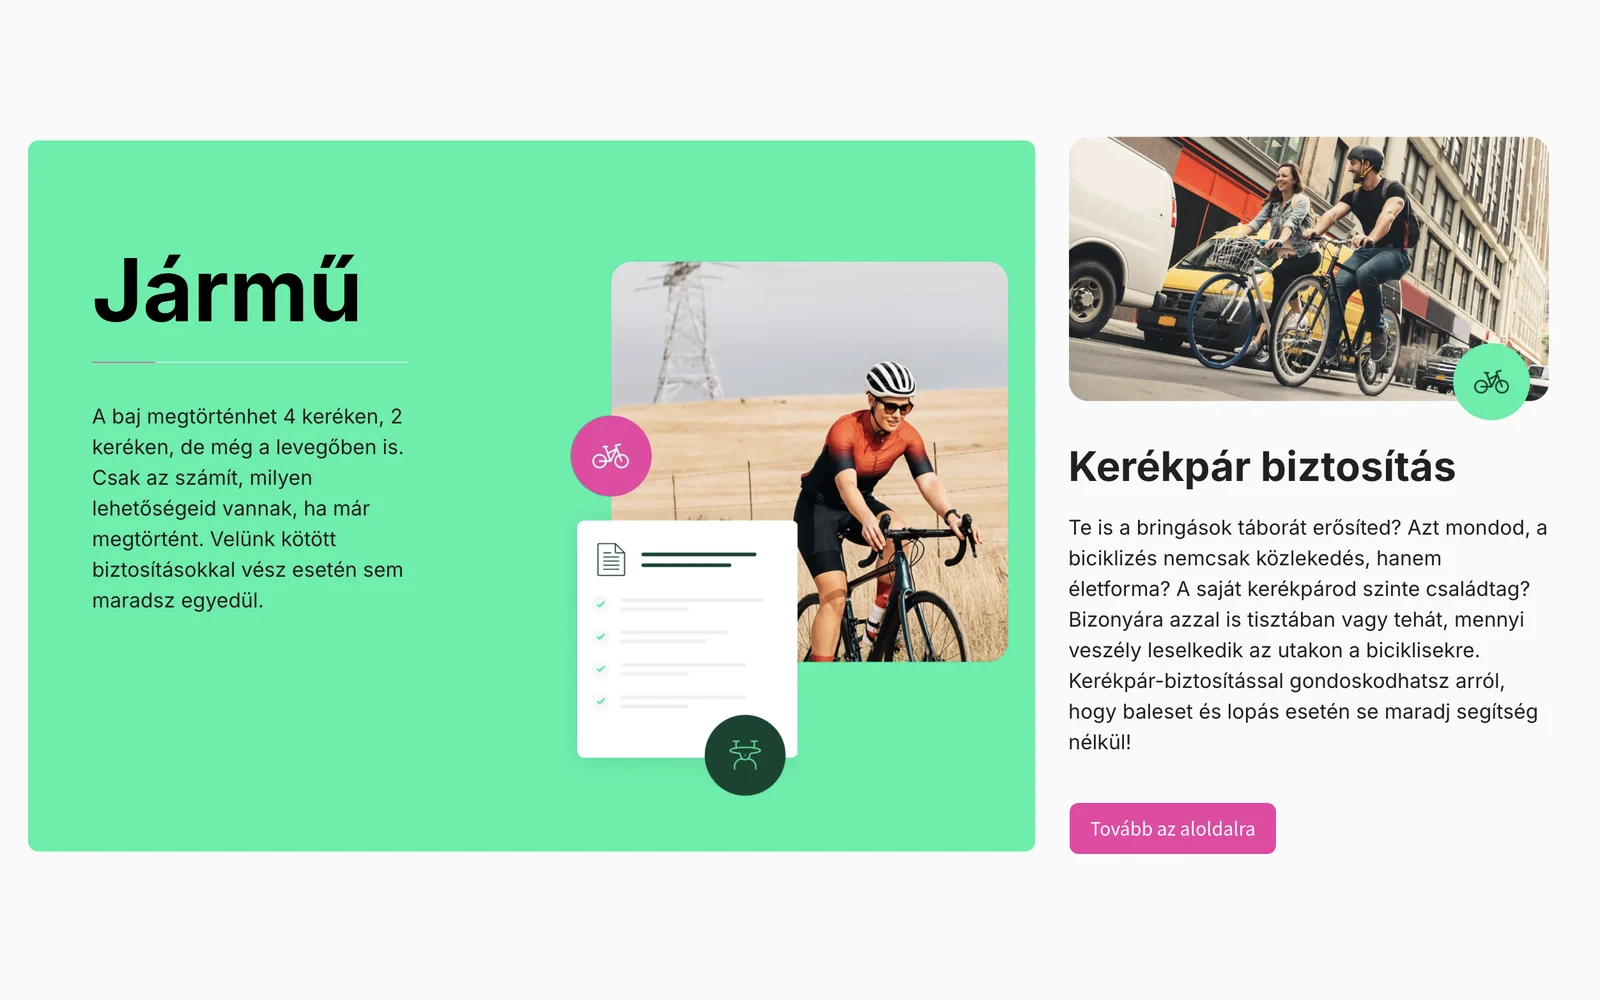 Jármű
A baj megtörténhet 4 keréken, 2
keréken, de még a levegőben is.
Csak az számít, milyen
lehetőségeid vannak, ha már
megtörtént. Velünk kötött
biztosításokkal vész esetén sem
maradsz egyedül.
Kerékpár biztosítás
Te is a bringások táborát erősíted? Azt mondod, a
biciklizés nemcsak közlekedés, hanem
életforma? A saját kerékpárod szinte családtag?
Bizonyára azzal is tisztában vagy tehát, mennyi
veszély leselkedik az utakon a biciklisekre.
Kerékpár-biztosítással gondoskodhatsz arról,
hogy baleset és lopás esetén se maradj segítség
nélkül!
Tovább az aloldalra